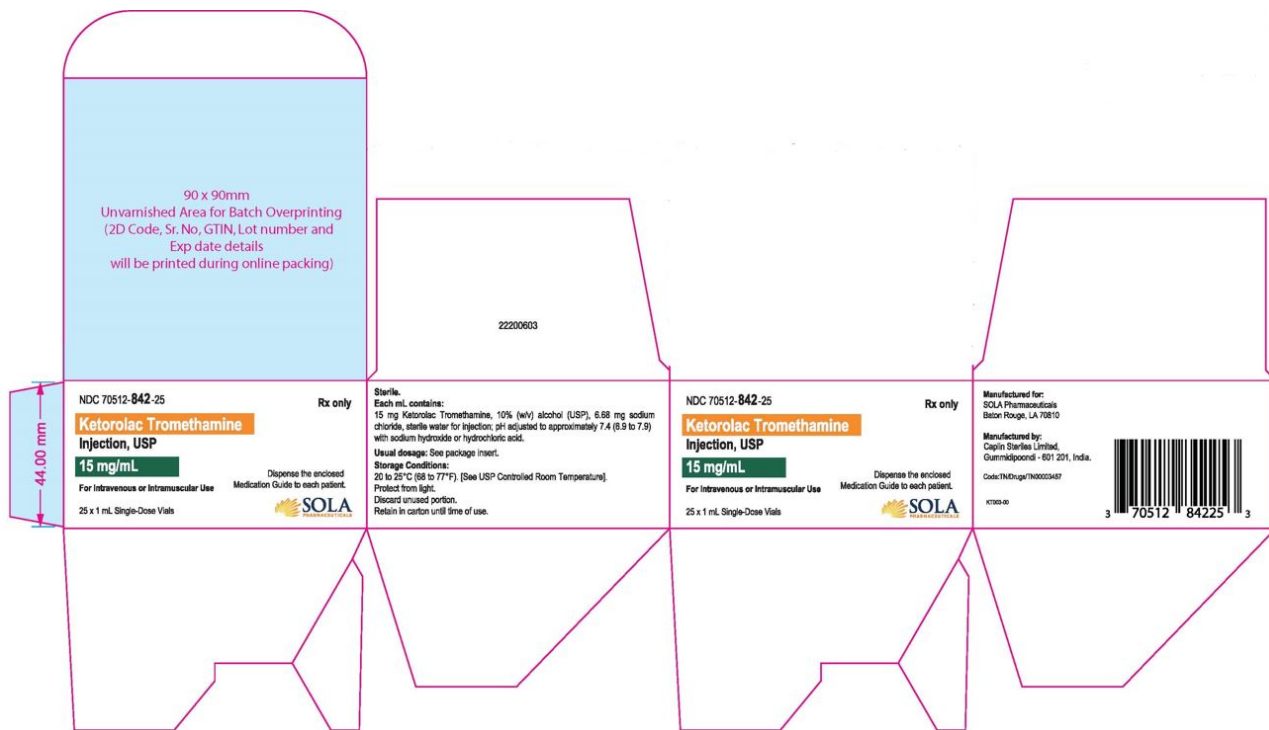 90 x 90mm
Unvarnished Area for Batch Overprinting
(2D Code, Sr. No, GTIN, Lot number and
Exp date details
will be printed during online packing)
22200603
44.00 mm
NDC 70512-842-25
Rx only
Ketorolac Tromethamine
Injection, USP
15 mg/mL
For Intravenous or Intramuscular Use
25 x 1 mL Single-Dose Vials
Dispense the enclosed
Medication Guide to each patient.
SOLA
PHARMACEUTICALS
Sterile.
Each mL contains:
15 mg Ketorolac Tromethamine, 10% (w/v) alcohol (USP), 6.68 mg sodium
chloride, sterile water for injection; pH adjusted to approximately 7.4 (6.9 to 7.9)
with sodium hydroxide or hydrochloric acid.
Usual dosage: See package insert.
Storage Conditions:
20 to 25°C (68 to 77°F). [See USP Controlled Room Temperature].
Protect from light.
Discard unused portion.
Retain in carton until time of use.
NDC 70512-842-25
Rx only
Ketorolac Tromethamine
Injection, USP
15 mg/mL
For Intravenous or Intramuscular Use
25 x 1 mL Single-Dose Vials
Dispense the enclosed
Medication Guide to each patient.
SOLA
PHARMACEUTICALS
Manufactured for:
SOLA Pharmaceuticals
Baton Rouge, LA 70810
Manufactured by:
Caplin Steriles Limited,
Gummidipoondi - 601 201, India.
Code:TN/Drugs/TN00003457
KT003-00
3 70512 84225 3